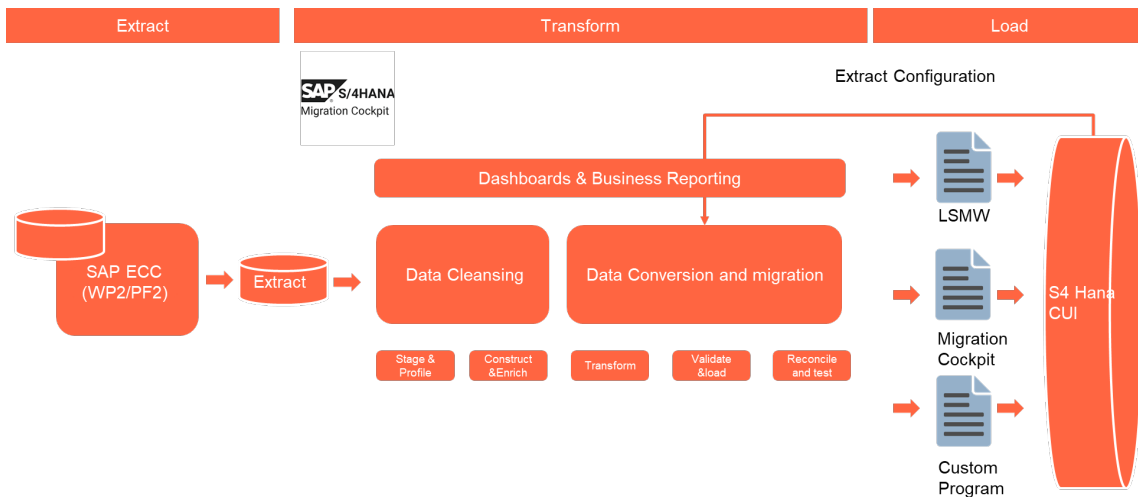 Extract
Transform
Load
SAP S/4HANA
Migration Cockpit
Extract Configuration
Dashboards & Business Reporting
LSMW
SAP ECC
(WP2/PF2)
Extract
Data Cleansing
Data Conversion and migration
S4 Hana
CUI
Migration
Cockpit
Stage &
Profile
Construct
&Enrich
Transform
Validate
&load
Reconcile
and test
Custom
Program